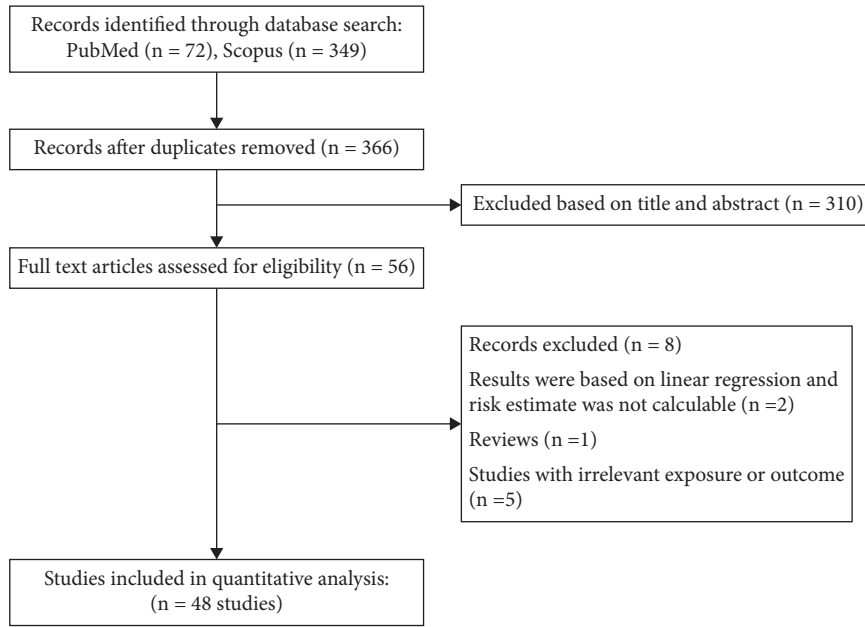 Records identified through database search:
PubMed (n = 72), Scopus (n = 349)
Records after duplicates removed (n = 366)
Excluded based on title and abstract (n = 310)
Full text articles assessed for eligibility (n = 56)
Records excluded (n = 8)
Results were based on linear regression and
risk estimate was not calculable (n =2)
Reviews (n =1)
Studies with irrelevant exposure or outcome
(n =5)
Studies included in quantitative analysis:
(n = 48 studies)